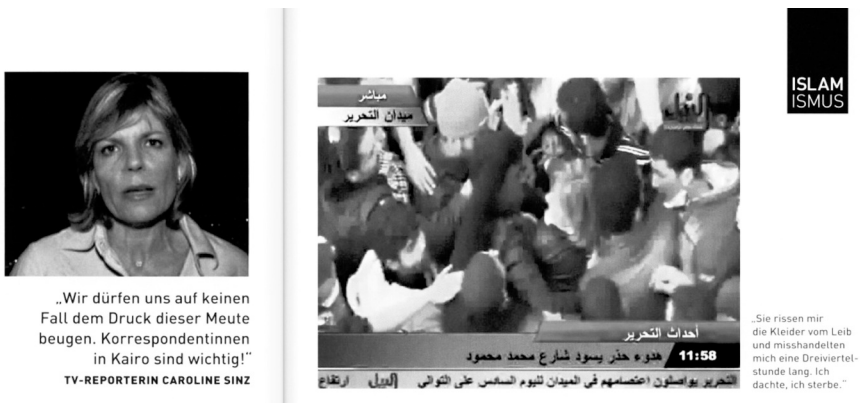 „Wir dürfen uns auf keinen
Fall dem Druck dieser Meute
beugen. Korrespondentinnen
in Kairo sind wichtig!“
TV-REPORTERIN CAROLINE SINZ
مباشر
ميدان التحرير
النيل
أحداث التحرير
11:58 هدوء حذر يسود شارع محمد محمود
التحرير يواصلون اعتصامهم في الميدان لليوم السادس على التوالي النيل ارتفاع
ISLAM
ISMUS
„Sie rissen mir
die Kleider vom Leib
und misshandelten
mich eine Dreiviertel-
stunde lang. Ich
dachte, ich sterbe.“